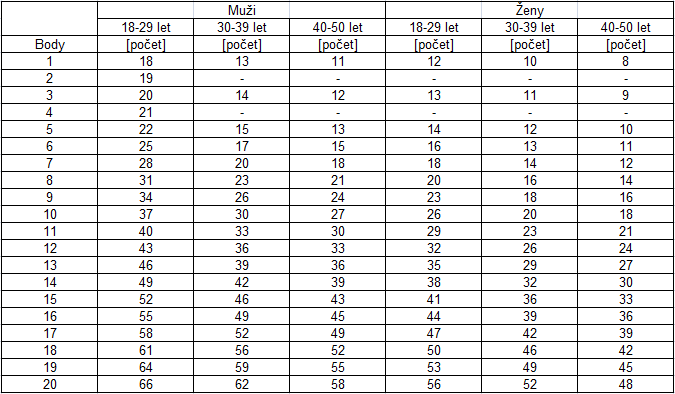 Muži Ženy
18-29 let 30-39 let 40-50 let 18-29 let 30-39 let 40-50 let
Body [počet] [počet] [počet] [počet] [počet] [počet]
1 18 13 11 12 10 8
2 19 - - - - -
3 20 14 12 13 11 9
4 21 - - - - -
5 22 15 13 14 12 10
6 25 17 15 16 13 11
7 28 20 18 18 14 12
8 31 23 21 20 16 14
9 34 26 24 23 18 16
10 37 30 27 26 20 18
11 40 33 30 29 23 21
12 43 36 33 32 26 24
13 46 39 36 35 29 27
14 49 42 39 38 32 30
15 52 46 43 41 36 33
16 55 49 45 44 39 36
17 58 52 49 47 42 39
18 61 56 52 50 46 42
19 64 59 55 53 49 45
20 66 62 58 56 52 48